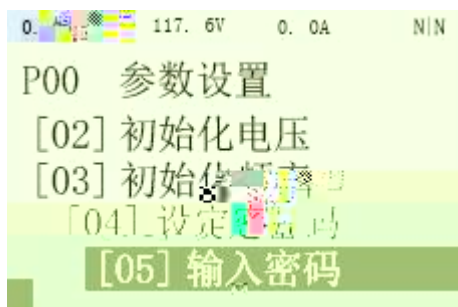 0. 117. 6V 0. 0A N|N
P00 参数设置
[02] 初始化电压
[03] 初始
[04] 设定 码
[05] 输入密码